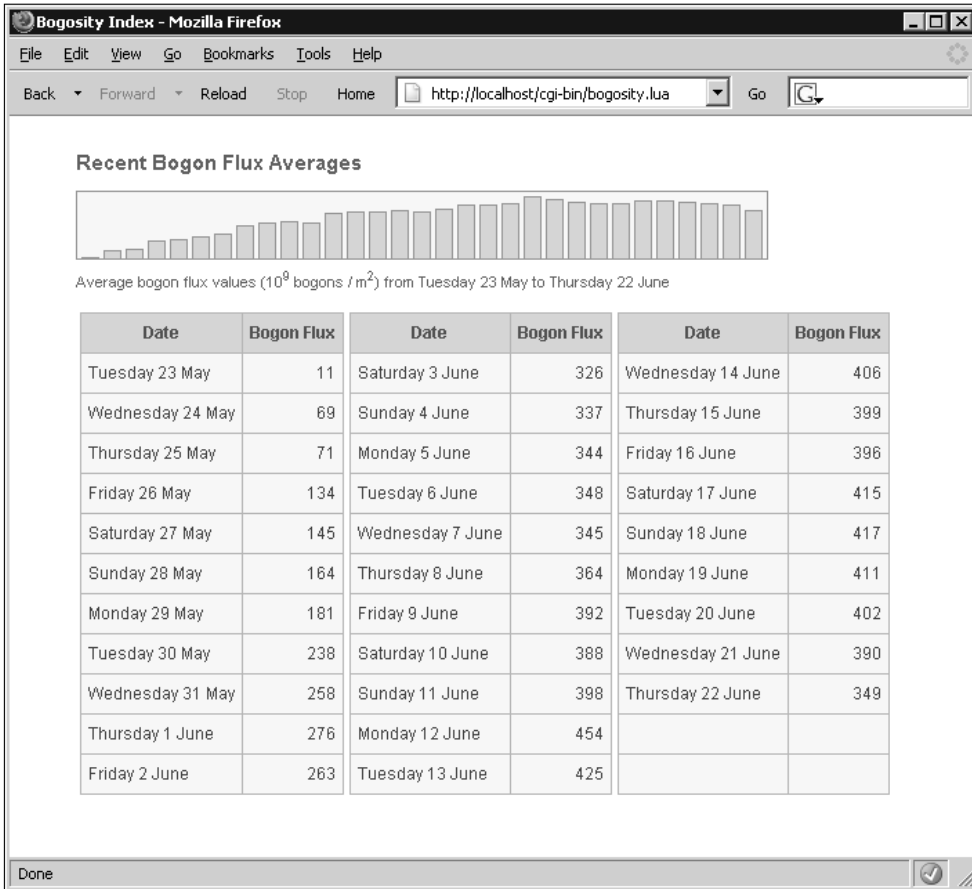 Bogosity Index - Mozilla Firefox
File Edit View Go Bookmarks Tools Help
Back Forward Reload Stop Home http://localhost/cgi-bin/bogosity.lua Go G
Recent Bogon Flux Averages
Average bogon flux values (10⁹ bogons / m²) from Tuesday 23 May to Thursday 22 June
Date Bogon Flux Date Bogon Flux Date Bogon Flux
Tuesday 23 May 11 Saturday 3 June 326 Wednesday 14 June 406
Wednesday 24 May 69 Sunday 4 June 337 Thursday 15 June 399
Thursday 25 May 71 Monday 5 June 344 Friday 16 June 396
Friday 26 May 134 Tuesday 6 June 348 Saturday 17 June 415
Saturday 27 May 145 Wednesday 7 June 345 Sunday 18 June 417
Sunday 28 May 164 Thursday 8 June 364 Monday 19 June 411
Monday 29 May 181 Friday 9 June 392 Tuesday 20 June 402
Tuesday 30 May 238 Saturday 10 June 388 Wednesday 21 June 390
Wednesday 31 May 258 Sunday 11 June 398 Thursday 22 June 349
Thursday 1 June 276 Monday 12 June 454
Friday 2 June 263 Tuesday 13 June 425
Done